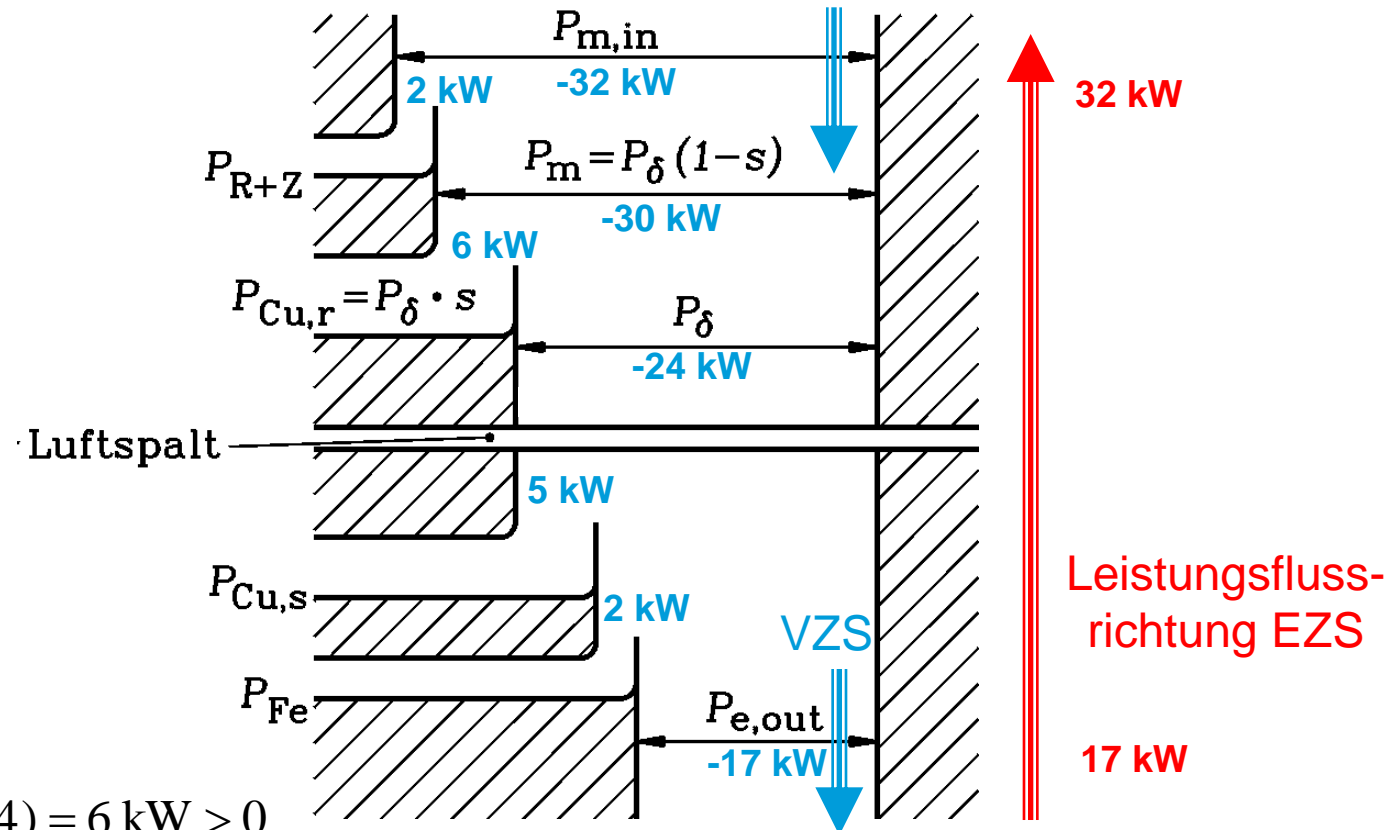 P_m,in
-32 kW
2 kW
32 kW
P_R+Z
P_m = P_δ (1−s)
-30 kW
6 kW
P_Cu,r = P_δ · s
P_δ
-24 kW
Luftspalt
5 kW
P_Cu,s
2 kW
VZS
Leistungsfluss-
richtung EZS
P_Fe
P_e,out
-17 kW
17 kW
4) = 6 kW > 0